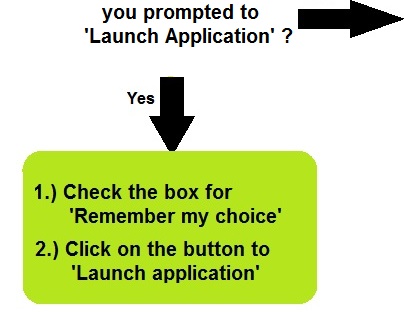 you prompted to
'Launch Application' ?
Yes
1.) Check the box for
'Remember my choice'
2.) Click on the button to
'Launch application'